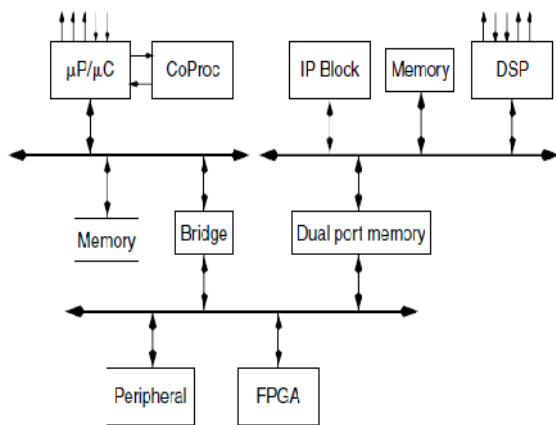 μP/μC
CoProc
IP Block
Memory
DSP
Memory
Bridge
Dual port memory
Peripheral
FPGA